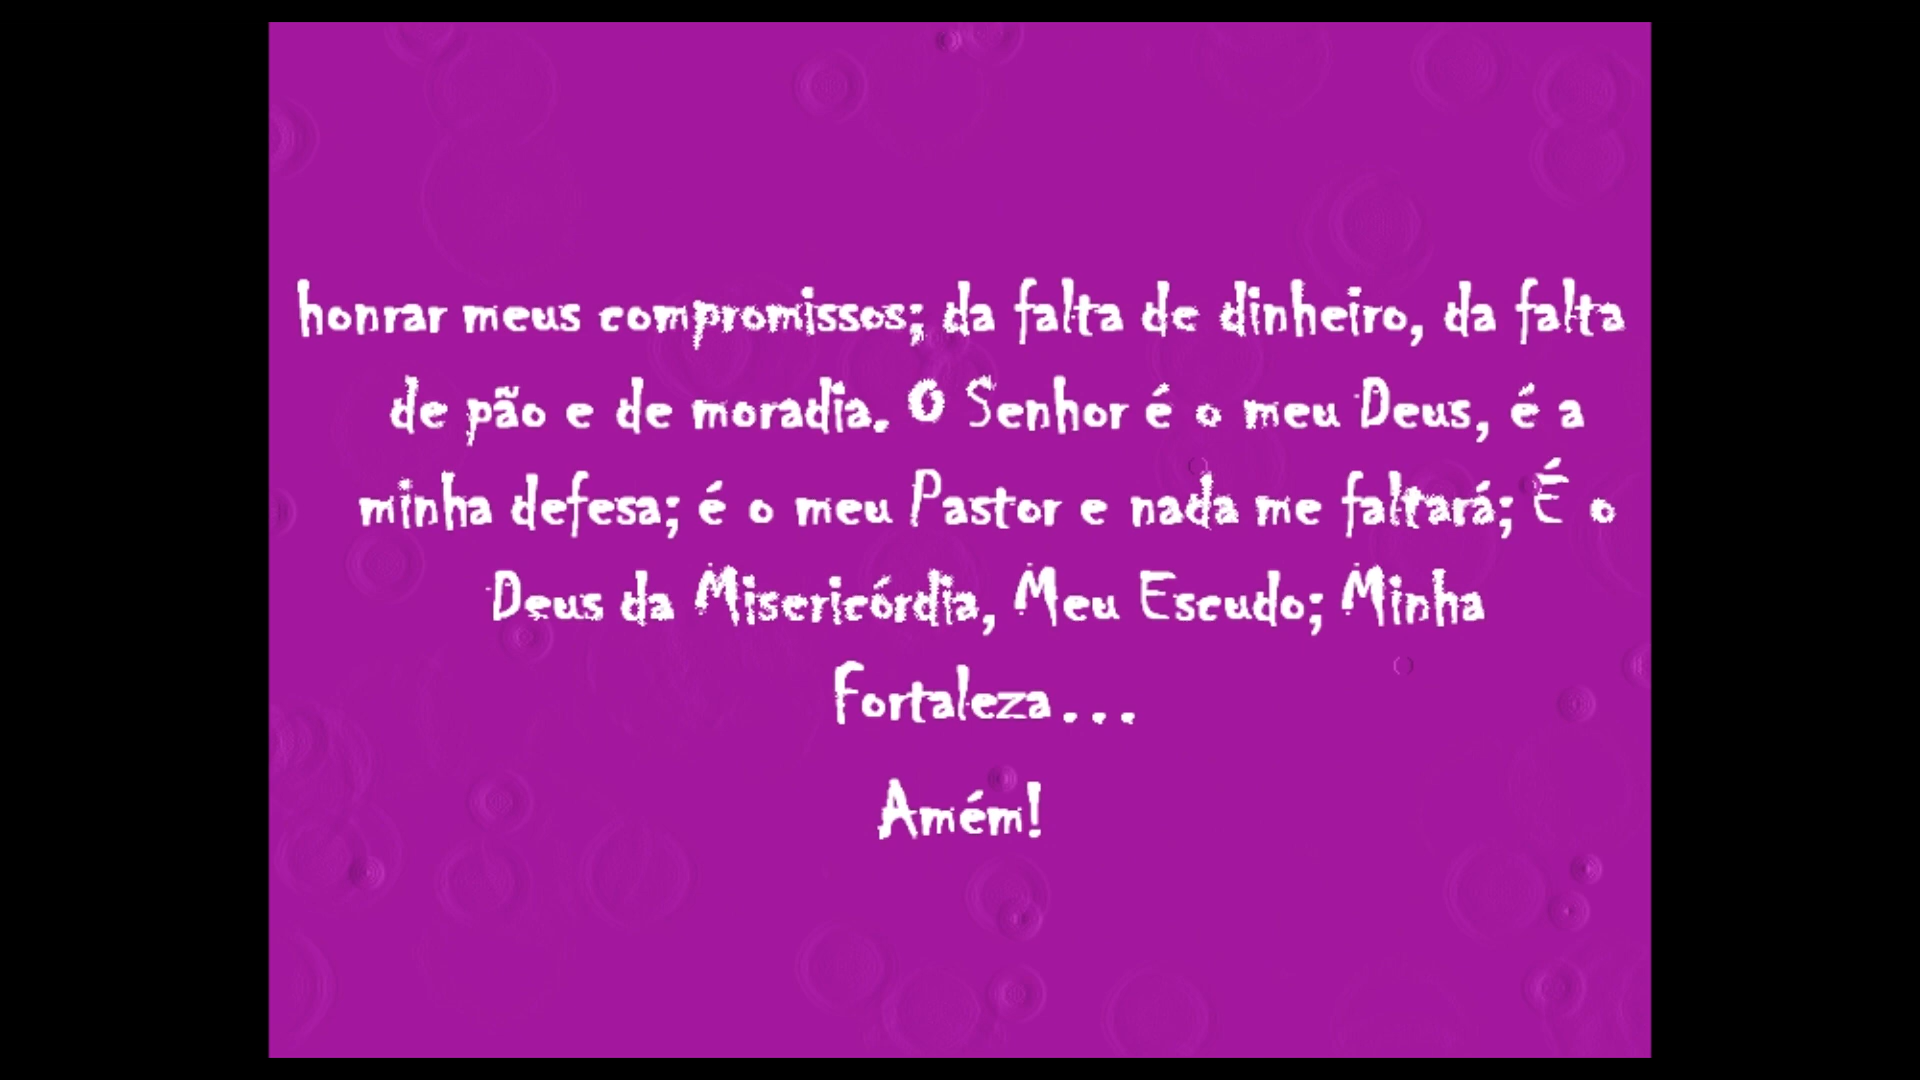 honrar meus compromissos; da falta de dinheiro, da falta
de pão e de moradia. O Senhor é o meu Deus, é a
minha defesa; é o meu Pastor e nada me faltará; É o
Deus da Misericórdia, Meu Escudo; Minha
Fortaleza...
Amém!